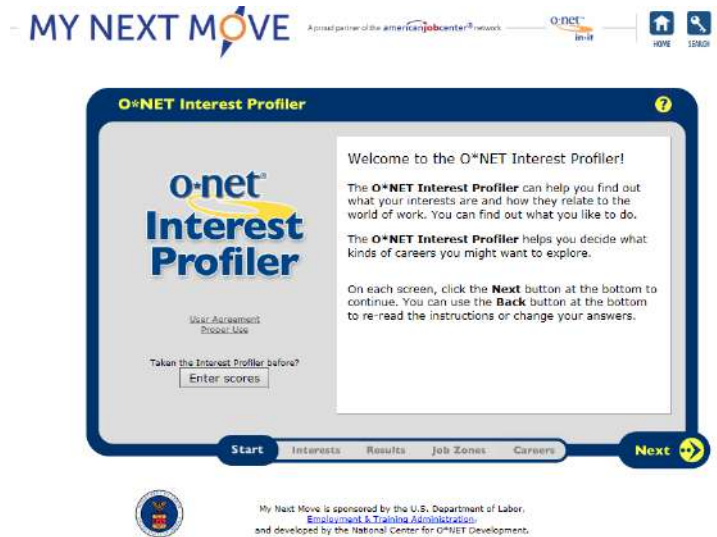 MY NEXT MOVE
A proud partner of the americanjobcenter® network
o·net™ in-it
HOME
SEARCH
O*NET Interest Profiler
?
o·net®
Interest
Profiler
User Agreement
Proper Use
Taken the Interest Profiler before?
Enter scores
Welcome to the O*NET Interest Profiler!
The O*NET Interest Profiler can help you find out
what your interests are and how they relate to the
world of work. You can find out what you like to do.
The O*NET Interest Profiler helps you decide what
kinds of careers you might want to explore.
On each screen, click the Next button at the bottom to
continue. You can use the Back button at the bottom
to re-read the instructions or change your answers.
Start Interests Results Job Zones Careers
Next
My Next Move is sponsored by the U.S. Department of Labor,
Employment & Training Administration,
and developed by the National Center for O*NET Development.